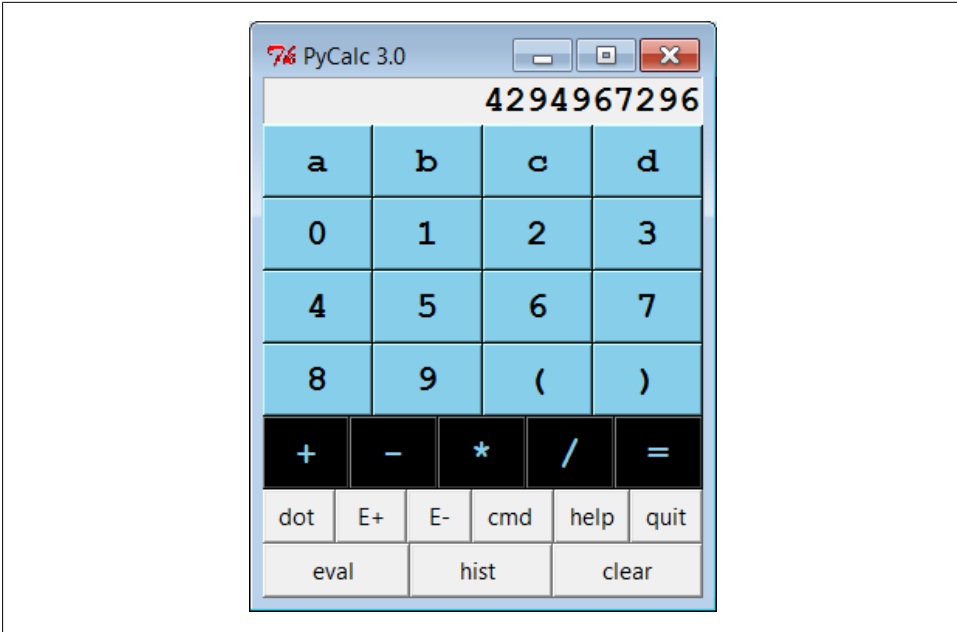 PyCalc 3.0
4294967296
a b c d
0 1 2 3
4 5 6 7
8 9 ( )
+ - * / =
dot E+ E- cmd help quit
eval hist clear